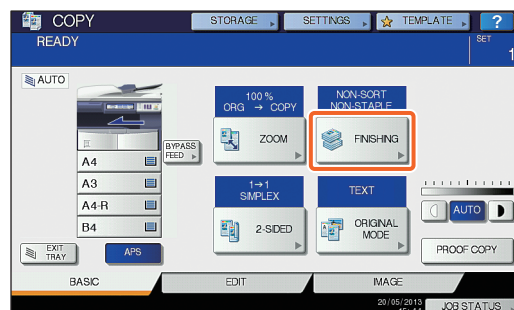 COPY
STORAGE
SETTINGS
TEMPLATE
?
READY
SET
1
AUTO
100 %
ORG → COPY
NON-SORT
NON-STAPLE
ZOOM
FINISHING
BYPASS
FEED
A4
A3
A4-R
B4
1→1
SIMPLEX
TEXT
2-SIDED
ORIGINAL
MODE
AUTO
EXIT
TRAY
APS
PROOF COPY
BASIC
EDIT
IMAGE
20/05/2013
JOB STATUS